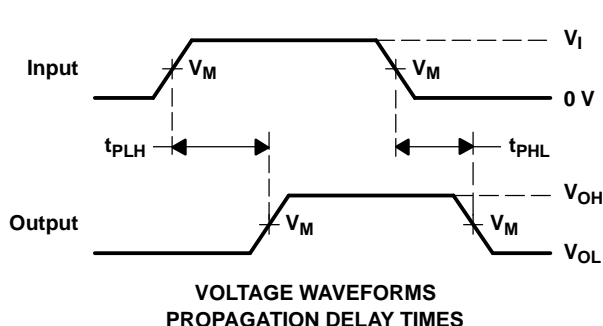 V_I
Input V_M V_M
0 V
t_PLH t_PHL
V_OH
Output V_M V_M
V_OL
VOLTAGE WAVEFORMS
PROPAGATION DELAY TIMES